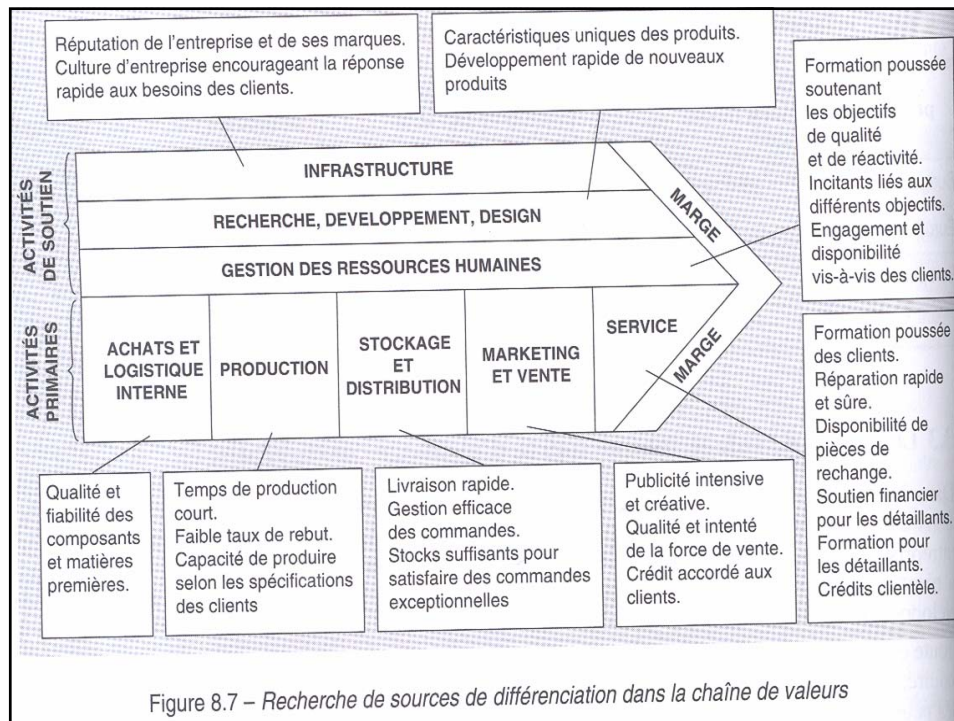 Réputation de l'entreprise et de ses marques.
Culture d'entreprise encourageant la réponse
rapide aux besoins des clients.
Caractéristiques uniques des produits.
Développement rapide de nouveaux
produits
Formation poussée
soutenant
les objectifs
de qualité
et de réactivité.
Incitants liés aux
différents objectifs.
Engagement et
disponibilité
vis-à-vis des clients.
ACTIVITÉS
DE SOUTIEN
INFRASTRUCTURE
RECHERCHE, DEVELOPPEMENT, DESIGN
GESTION DES RESSOURCES HUMAINES
MARGE
ACTIVITÉS
PRIMAIRES
ACHATS ET
LOGISTIQUE
INTERNE
PRODUCTION
STOCKAGE
ET
DISTRIBUTION
MARKETING
ET VENTE
SERVICE
MARGE
Qualité et
fiabilité des
composants
et matières
premières.
Temps de production
court.
Faible taux de rebut.
Capacité de produire
selon les spécifications
des clients
Livraison rapide.
Gestion efficace
des commandes.
Stocks suffisants pour
satisfaire des commandes
exceptionnelles
Publicité intensive
et créative.
Qualité et intenté
de la force de vente.
Crédit accordé aux
clients.
Formation poussée
des clients.
Réparation rapide
et sûre.
Disponibilité de
pièces de
rechange.
Soutien financier
pour les détaillants.
Formation pour
les détaillants.
Crédits clientèle.
Figure 8.7 – Recherche de sources de différenciation dans la chaîne de valeurs